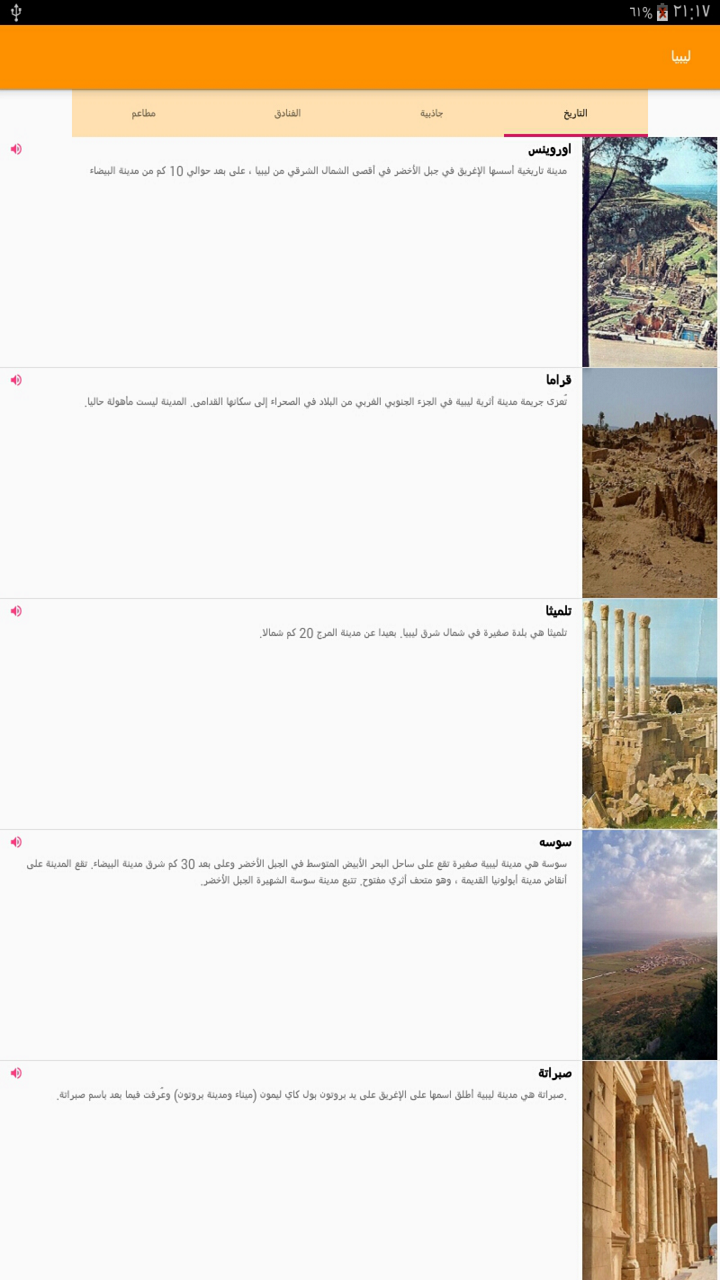 ٦١% ٢١:١٧
ليبيا
التاريخ
جاذبية
الفنادق
مطاعم
اوروينس
مدينة تاريخية أسسها الإغريق في جبل الأخضر في أقصى الشمال الشرقي من ليبيا ، على بعد حوالي 10 كم من مدينة البيضاء
قراما
تُعزى جريمة مدينة أثرية ليبية في الجزء الجنوبي الغربي من البلاد في الصحراء إلى سكانها القدامى. المدينة ليست مأهولة حاليا.
تلميثا
تلميثا هي بلدة صغيرة في شمال شرق ليبيا. بعيدا عن مدينة المرج 20 كم شمالا.
سوسه
سوسة هي مدينة ليبية صغيرة تقع على ساحل البحر الأبيض المتوسط في الجبل الأخضر وعلى بعد 30 كم شرق مدينة البيضاء. تقع المدينة على
أنقاض مدينة أبولونيا القديمة ، وهو متحف أثري مفتوح. تتبع مدينة سوسة الشهيرة الجبل الأخضر.
صبراتة
.صبراتة هي مدينة ليبية أطلق اسمها على الإغريق على يد بروتون بول كاي ليمون (ميناء ومدينة بروتون) وعُرفت فيما بعد باسم صبراتة.